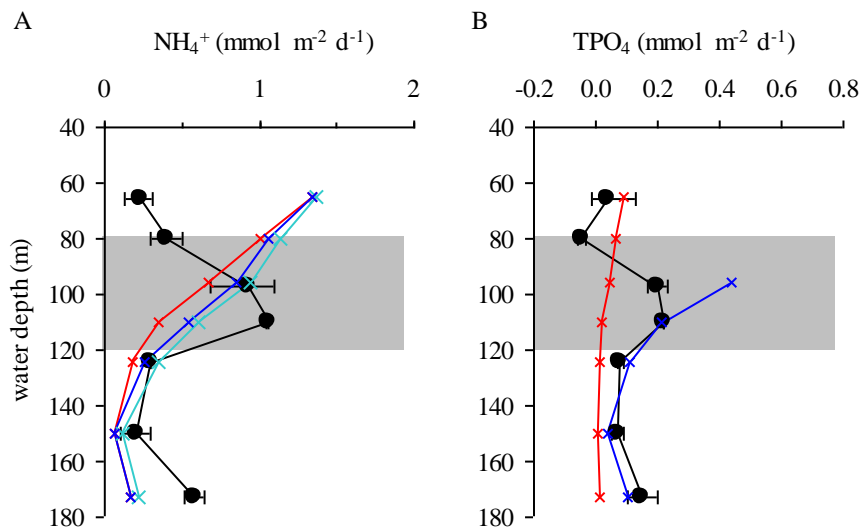 A
B
NH₄⁺ (mmol m⁻² d⁻¹)
TPO₄ (mmol m⁻² d⁻¹)
0 1 2
-0.2 0.0 0.2 0.4 0.6 0.8
40 40
60 60
80 80
100 100
120 120
140 140
160 160
180 180
water depth (m)